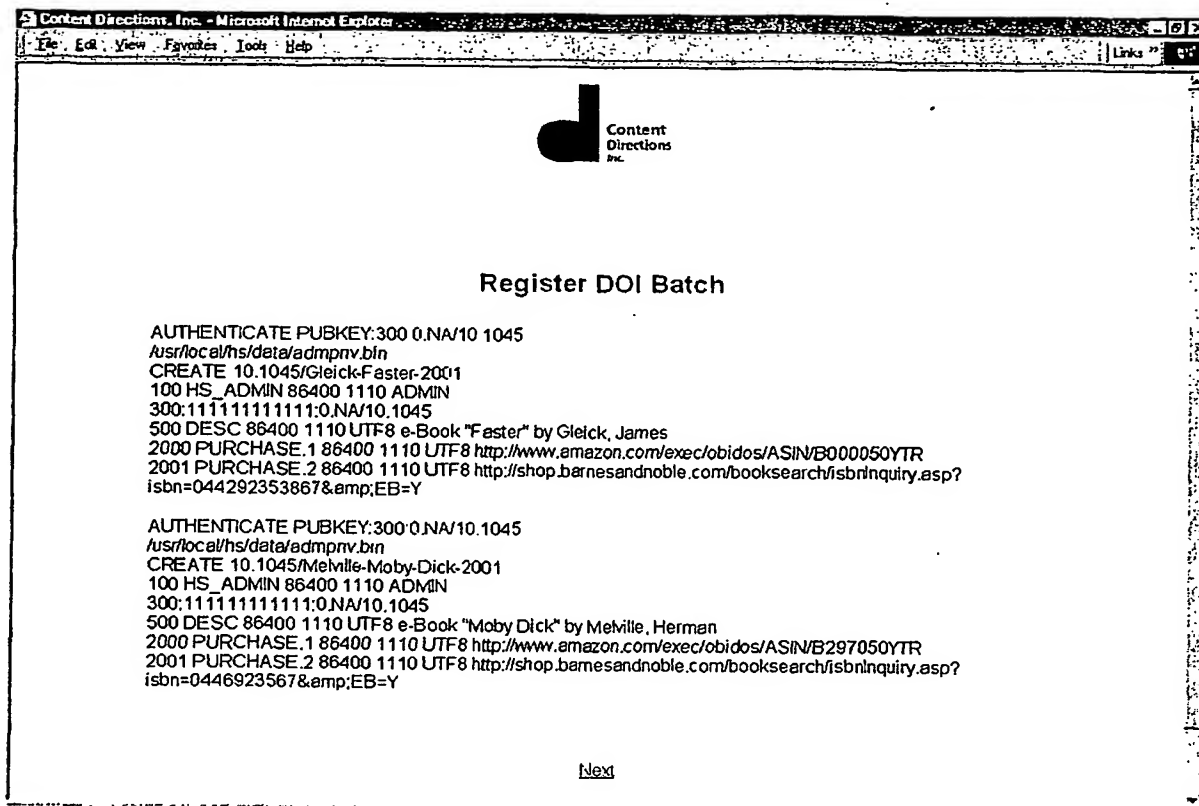 Content Directions, Inc. - Microsoft Internet Explorer
File Edit View Favorites Tools Help
Links »
Content
Directions
Inc.
Register DOI Batch
AUTHENTICATE PUBKEY:300 0.NA/10 1045
/usr/local/hs/data/admpriv.bin
CREATE 10.1045/Gleick-Faster-2001
100 HS_ADMIN 86400 1110 ADMIN
300:111111111111:0.NA/10.1045
500 DESC 86400 1110 UTF8 e-Book "Faster" by Gleick, James
2000 PURCHASE.1 86400 1110 UTF8 http://www.amazon.com/exec/obidos/ASIN/B000050YTR
2001 PURCHASE.2 86400 1110 UTF8 http://shop.barnesandnoble.com/booksearch/isbnInquiry.asp?
isbn=044292353867&amp;EB=Y
AUTHENTICATE PUBKEY:300 0.NA/10.1045
/usr/local/hs/data/admpriv.bin
CREATE 10.1045/Melville-Moby-Dick-2001
100 HS_ADMIN 86400 1110 ADMIN
300:111111111111:0.NA/10.1045
500 DESC 86400 1110 UTF8 e-Book "Moby Dick" by Melville, Herman
2000 PURCHASE.1 86400 1110 UTF8 http://www.amazon.com/exec/obidos/ASIN/B297050YTR
2001 PURCHASE.2 86400 1110 UTF8 http://shop.barnesandnoble.com/booksearch/isbnInquiry.asp?
isbn=0446923567&amp;EB=Y
Next